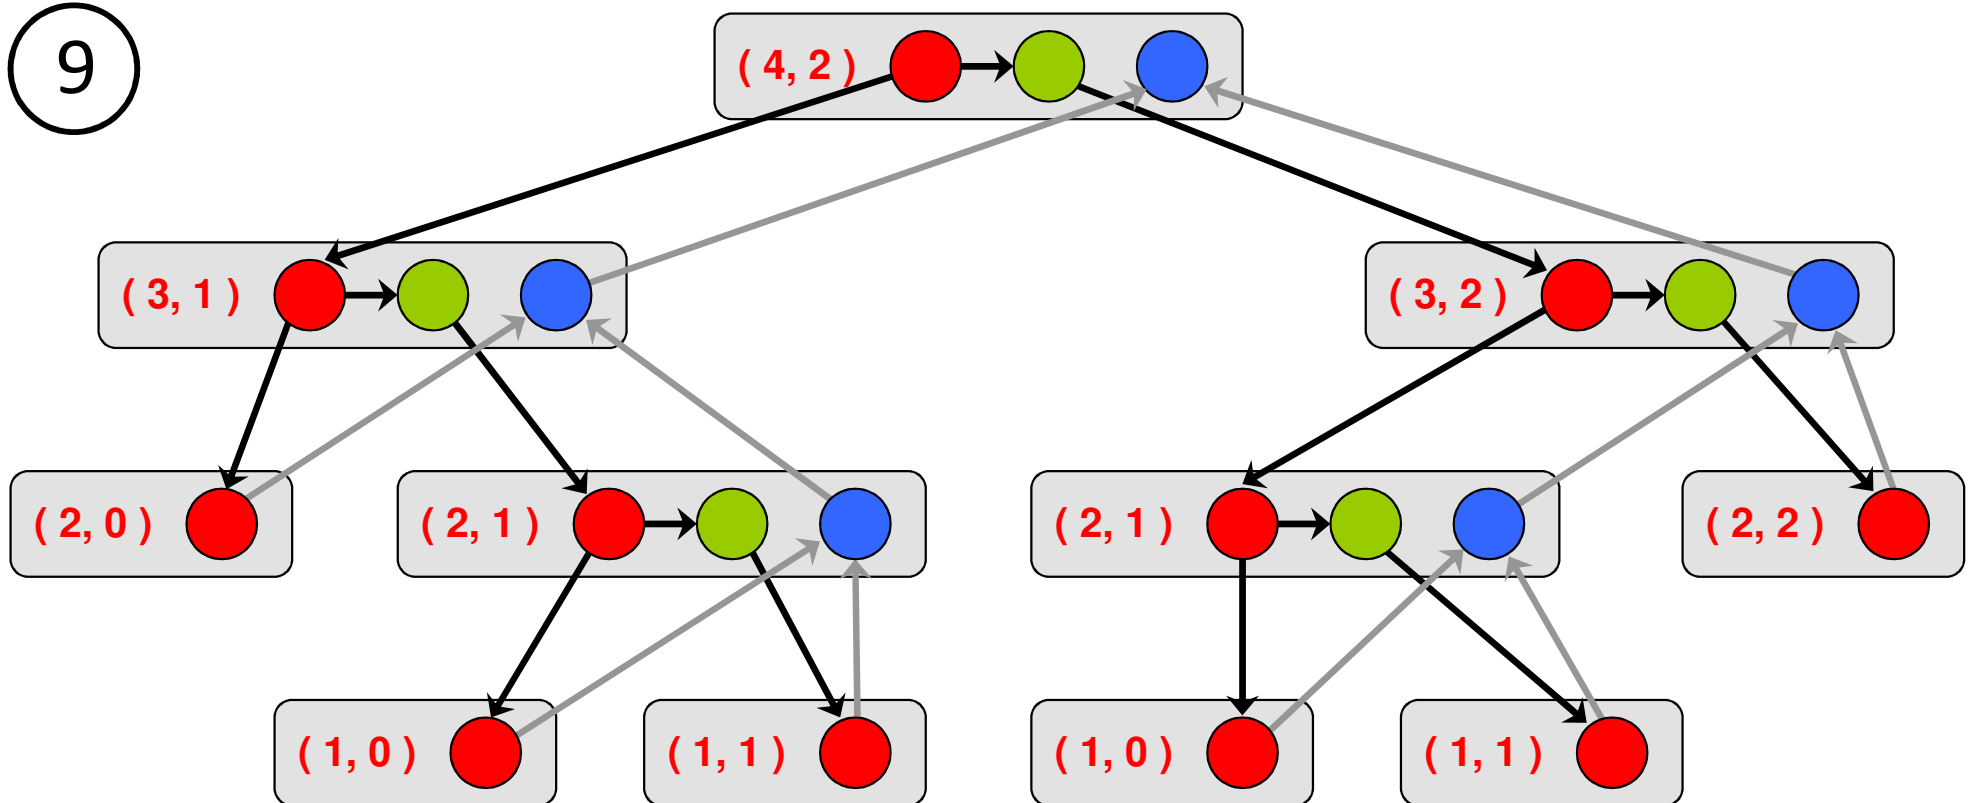 9
( 4, 2 )
( 3, 1 )
( 3, 2 )
( 2, 0 )
( 2, 1 )
( 2, 1 )
( 2, 2 )
( 1, 0 )
( 1, 1 )
( 1, 0 )
( 1, 1 )